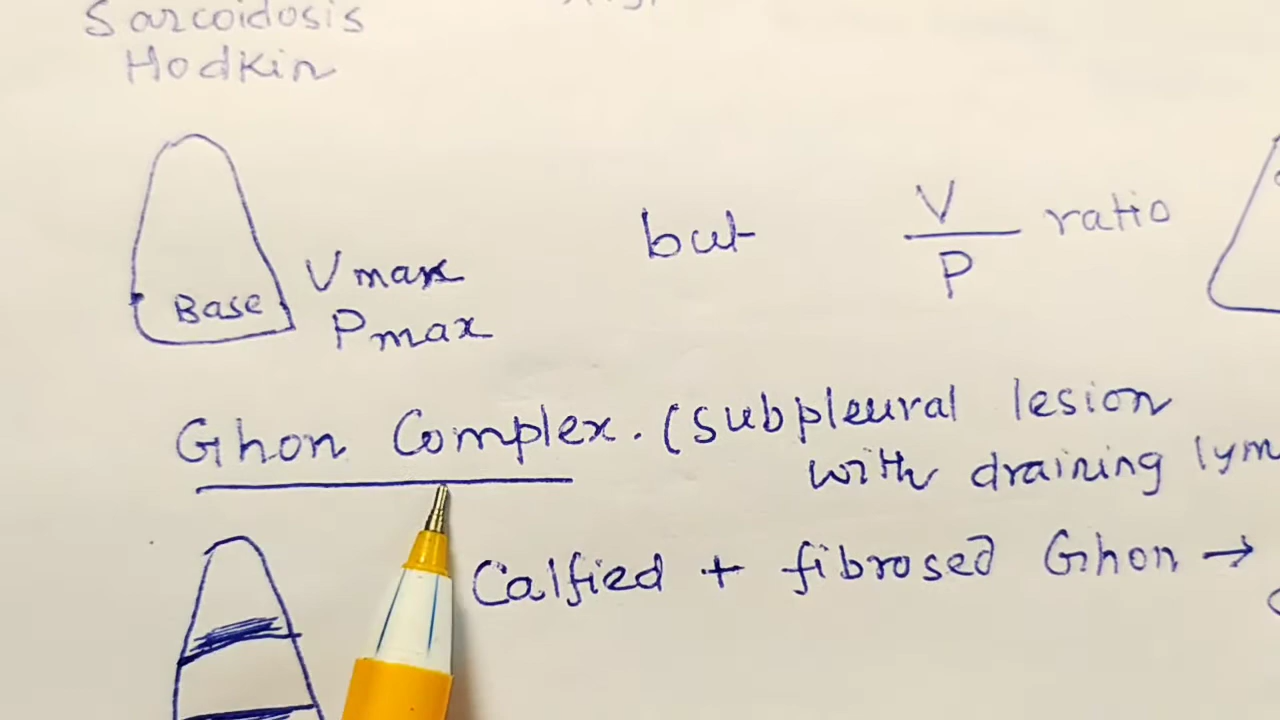 Sarcoidosis
Hodkin
Base
Vmax
Pmax
but
V
P
ratio
Ghon Complex. (subpleural lesion
with draining lym
Calfied + fibrosed Ghon →